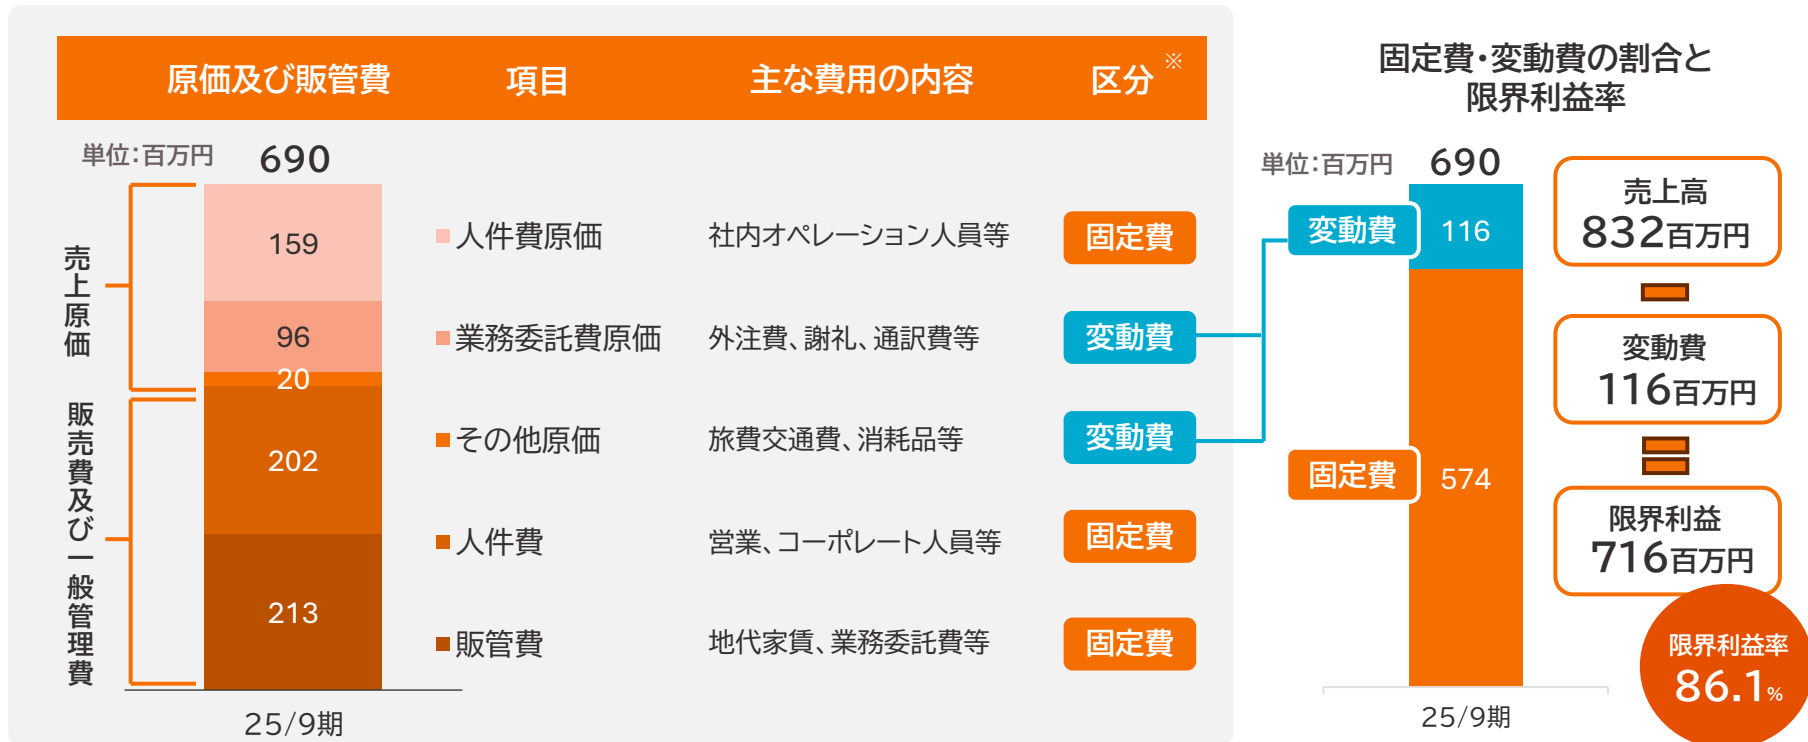 原価及び販管費 項目 主な費用の内容 区分 ※
単位：百万円 690
売上原価
販売費及び一般管理費
159
96
20
202
213
25/9期
人件費原価 社内オペレーション人員等 固定費
業務委託費原価 外注費、謝礼、通訳費等 変動費
その他原価 旅費交通費、消耗品等 変動費
人件費 営業、コーポレート人員等 固定費
販管費 地代家賃、業務委託費等 固定費
固定費・変動費の割合と
限界利益率
単位：百万円 690
変動費 116
固定費 574
25/9期
売上高
832百万円
変動費
116百万円
限界利益
716百万円
限界利益率
86.1%